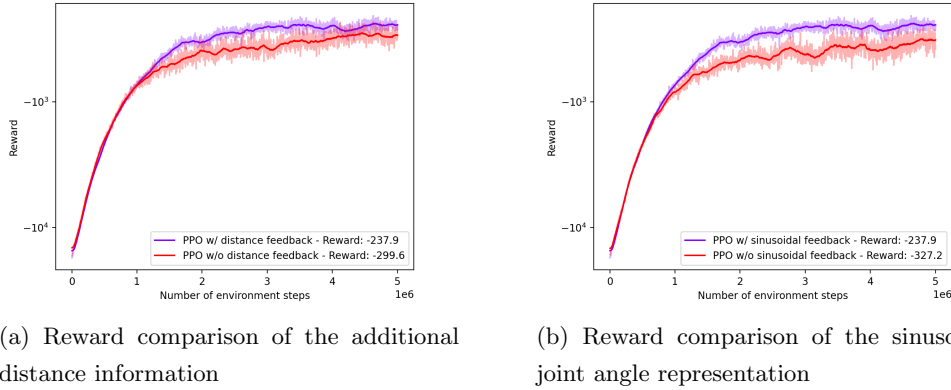 −10³
−10⁴
Reward
0 1 2 3 4 5
1e6
Number of environment steps
PPO w/ distance feedback - Reward: -237.9
PPO w/o distance feedback - Reward: -299.6
(a) Reward comparison of the additional
distance information
−10³
−10⁴
Reward
0 1 2 3 4 5
1e6
Number of environment steps
PPO w/ sinusoidal feedback - Reward: -237.9
PPO w/o sinusoidal feedback - Reward: -327.2
(b) Reward comparison of the
joint angle representation